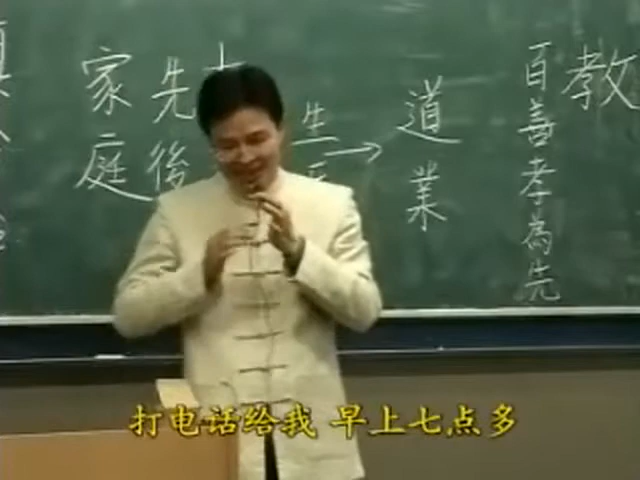 教
百善孝為先
道業
生
先後
家庭
打电话给我 早上七点多